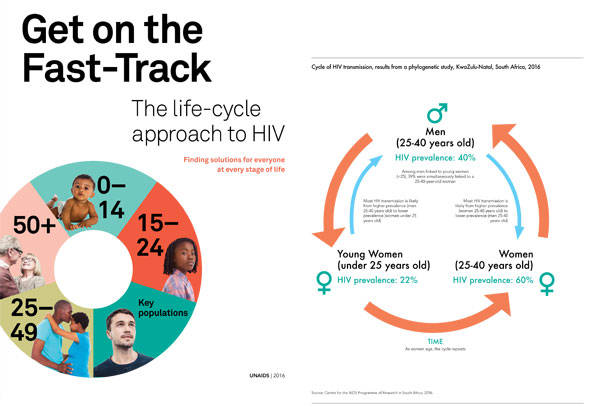 Get on the
Fast-Track
The life-cycle
approach to HIV
Finding solutions for everyone
at every stage of life
0–
14
15–
24
Key
populations
25–
49
50+
UNAIDS | 2016
Cycle of HIV transmission, results from a phylogenetic study, KwaZulu-Natal, South Africa, 2016
Men
(25-40 years old)
HIV prevalence: 40%
Among men linked to young women
(<25), 39% were simultaneously linked to a
25-40-year-old woman
Most HIV transmission is likely
from higher prevalence (men
25-40 years old) to lower
prevalence (women under 25
years old)
Most HIV transmission is
likely from higher prevalence
(women 25-40 years old) to
lower prevalence (men 25-40
years old)
Young Women
(under 25 years old)
HIV prevalence: 22%
Women
(25-40 years old)
HIV prevalence: 60%
TIME
As women age, the cycle repeats
Source: Centre for the AIDS Programme of Research in South Africa, 2016.